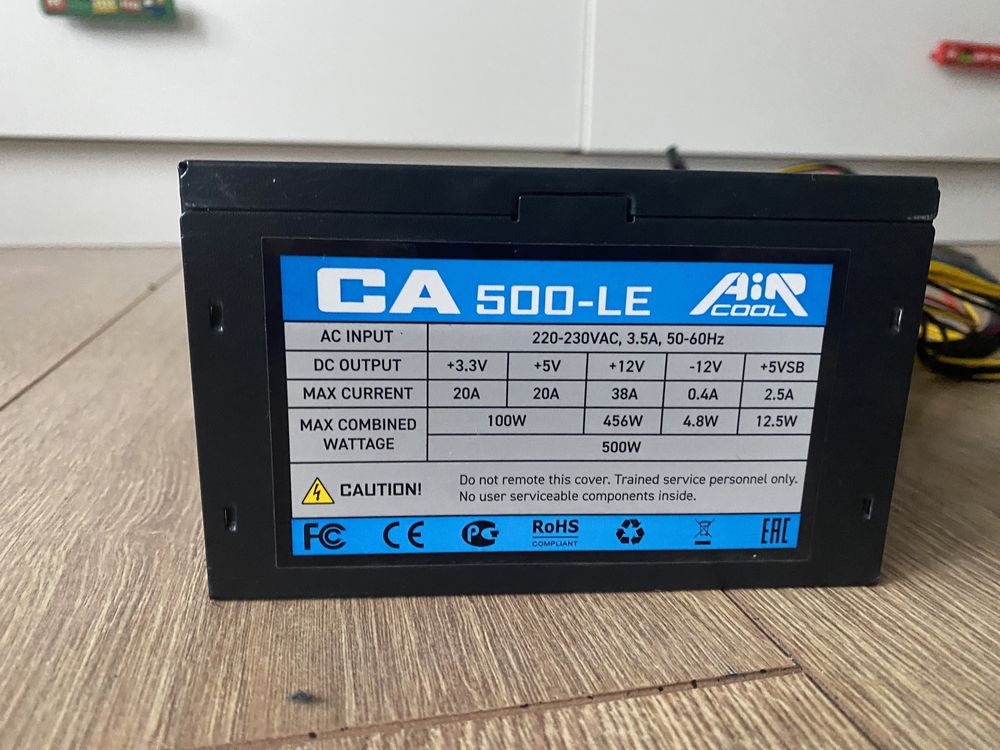 CA 500-LE AiR COOL
AC INPUT 220-230VAC, 3.5A, 50-60Hz
DC OUTPUT +3.3V +5V +12V -12V +5VSB
MAX CURRENT 20A 20A 38A 0.4A 2.5A
MAX COMBINED WATTAGE 100W 456W 4.8W 12.5W
500W
CAUTION! Do not remote this cover. Trained service personnel only.
No user serviceable components inside.
FC CE PC RoHS EAC
COMPLIANT